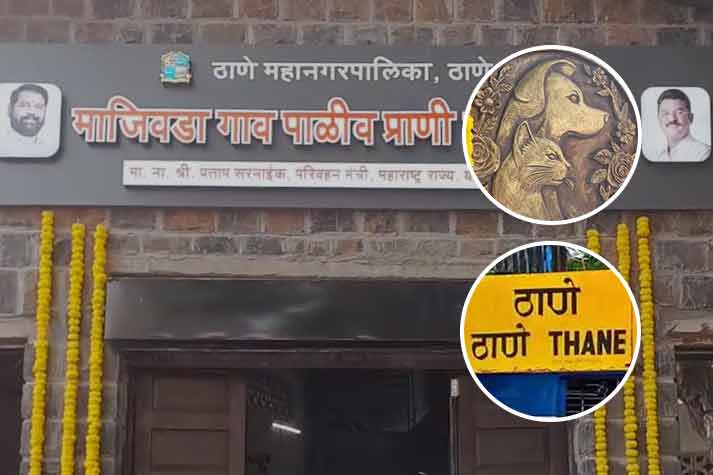 ठाणे महानगरपालिका, ठाणे
माजिवडा गाव पाळीव प्राणी
मा. ना. श्री. प्रताप सरनाईक, परिवहन मंत्री, महाराष्ट्र राज्य,
ठाणे
ठाणे THANE